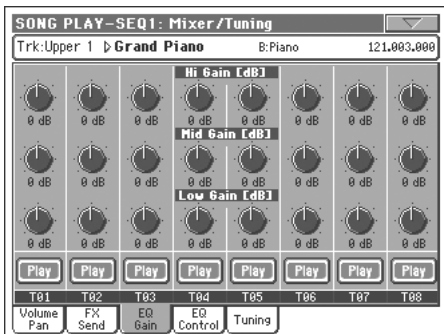 SONG PLAY-SEQ1: Mixer/Tuning
Trk:Upper 1 Grand Piano B:Piano 121.003.000
Hi Gain [dB]
0 dB 0 dB 0 dB 0 dB 0 dB 0 dB 0 dB 0 dB
Mid Gain [dB]
0 dB 0 dB 0 dB 0 dB 0 dB 0 dB 0 dB 0 dB
Low Gain [dB]
0 dB 0 dB 0 dB 0 dB 0 dB 0 dB 0 dB 0 dB
Play Play Play Play Play Play Play Play
T01 T02 T03 T04 T05 T06 T07 T08
Volume Pan FX Send EQ Gain EQ Control Tuning